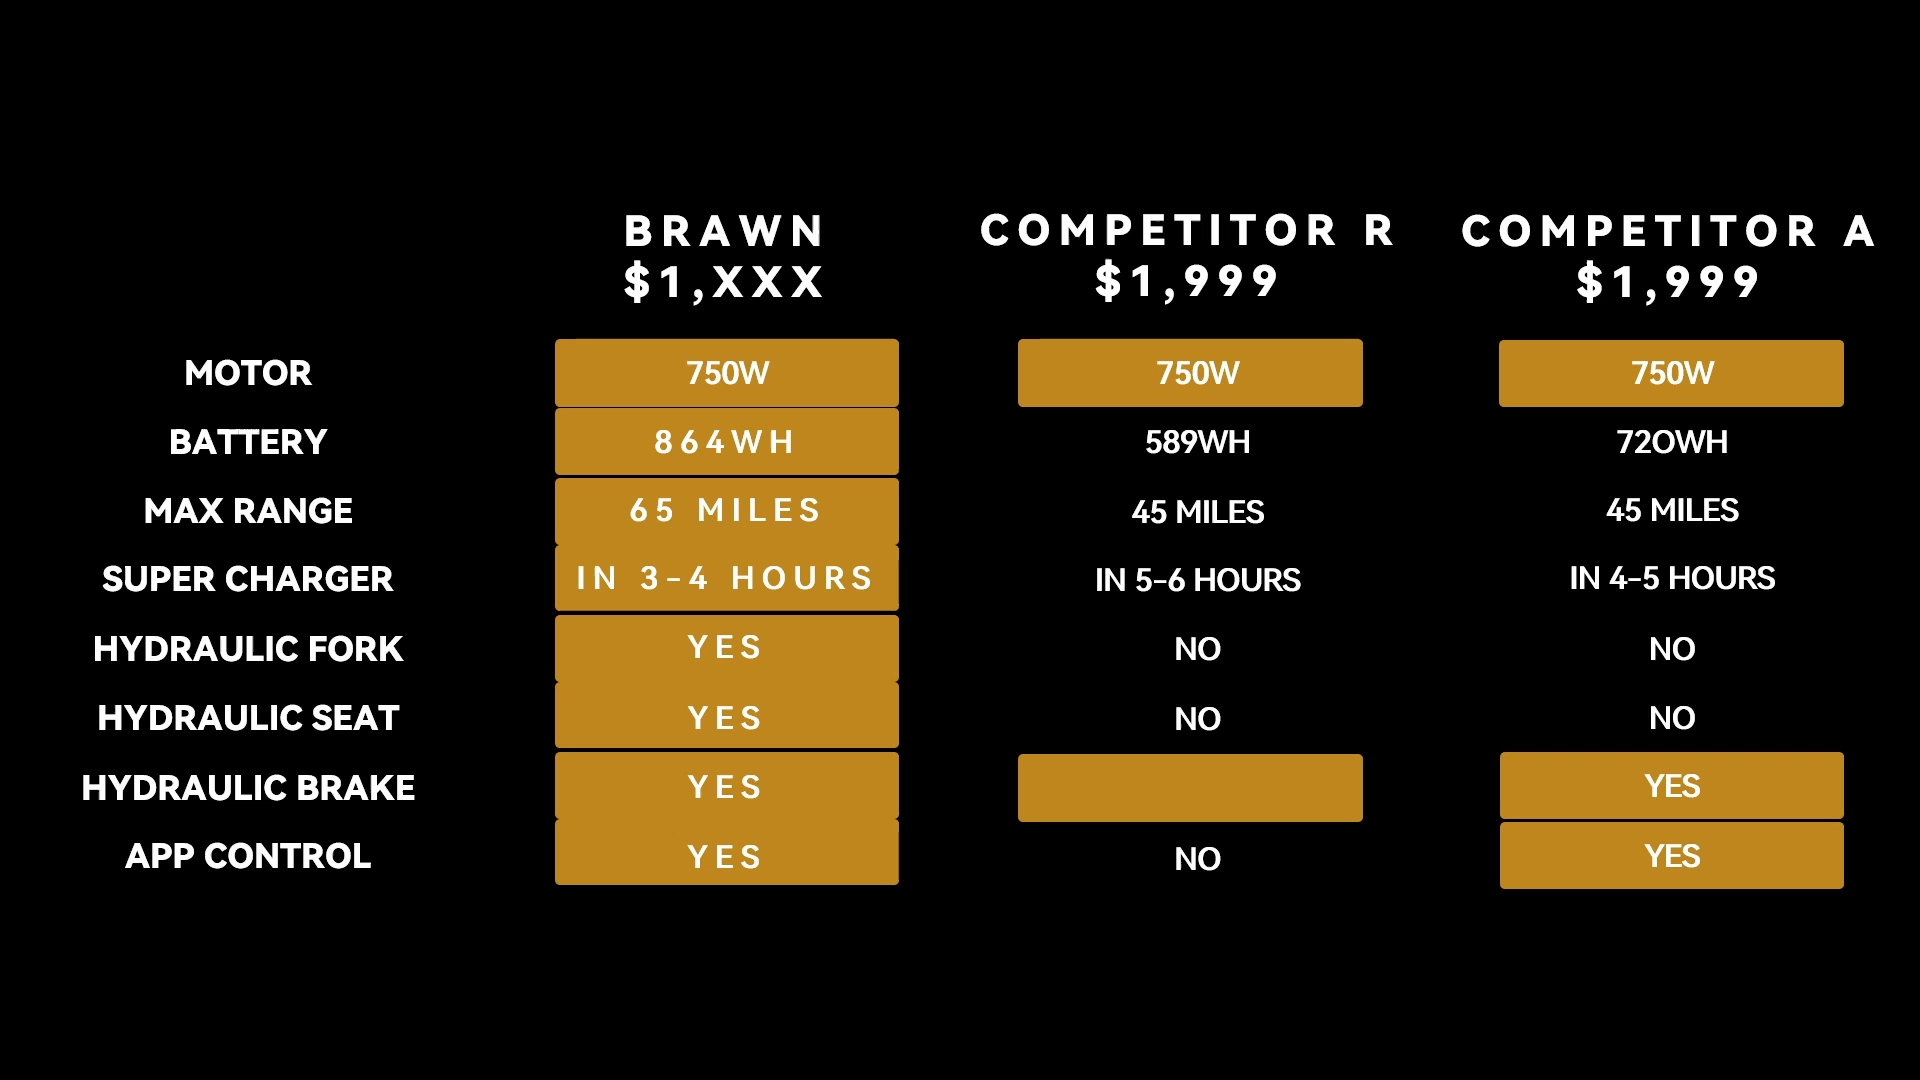 BRAWN COMPETITOR R COMPETITOR A
$1,XXX $1,999 $1,999
MOTOR 750W 750W 750W
BATTERY 864WH 589WH 72OWH
MAX RANGE 65 MILES 45 MILES 45 MILES
SUPER CHARGER IN 3-4 HOURS IN 5-6 HOURS IN 4-5 HOURS
HYDRAULIC FORK YES NO NO
HYDRAULIC SEAT YES NO NO
HYDRAULIC BRAKE YES YES
APP CONTROL YES NO YES